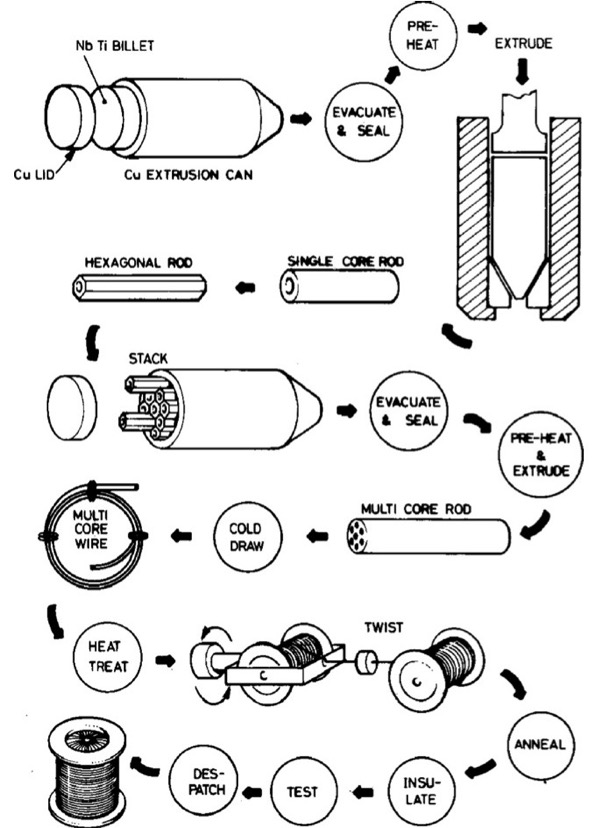 Nb Ti BILLET
Cu LID
Cu EXTRUSION CAN
EVACUATE
& SEAL
PRE-
HEAT
EXTRUDE
SINGLE CORE ROD
HEXAGONAL ROD
STACK
EVACUATE
& SEAL
PRE-HEAT
&
EXTRUDE
MULTI CORE ROD
COLD
DRAW
MULTI
CORE
WIRE
HEAT
TREAT
TWIST
ANNEAL
INSU-
LATE
TEST
DES-
PATCH